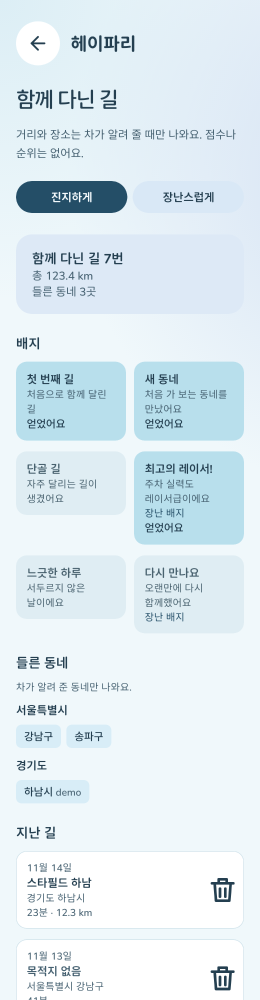 헤이파리
함께 다닌 길
거리와 장소는 차가 알려 줄 때만 나와요. 점수나
순위는 없어요.
진지하게
장난스럽게
함께 다닌 길 7번
총 123.4 km
들른 동네 3곳
배지
첫 번째 길
처음으로 함께 달린
길
얻었어요
새 동네
처음 가 보는 동네를
만났어요
얻었어요
단골 길
자주 달리는 길이
생겼어요
최고의 레이서!
주차 실력도
레이서급이에요
장난 배지
얻었어요
느긋한 하루
서두르지 않은
날이에요
다시 만나요
오랜만에 다시
함께했어요
장난 배지
들른 동네
차가 알려 준 동네만 나와요.
서울특별시
강남구
송파구
경기도
하남시 demo
지난 길
11월 14일
스타필드 하남
경기도 하남시
23분 · 12.3 km
11월 13일
목적지 없음
서울특별시 강남구